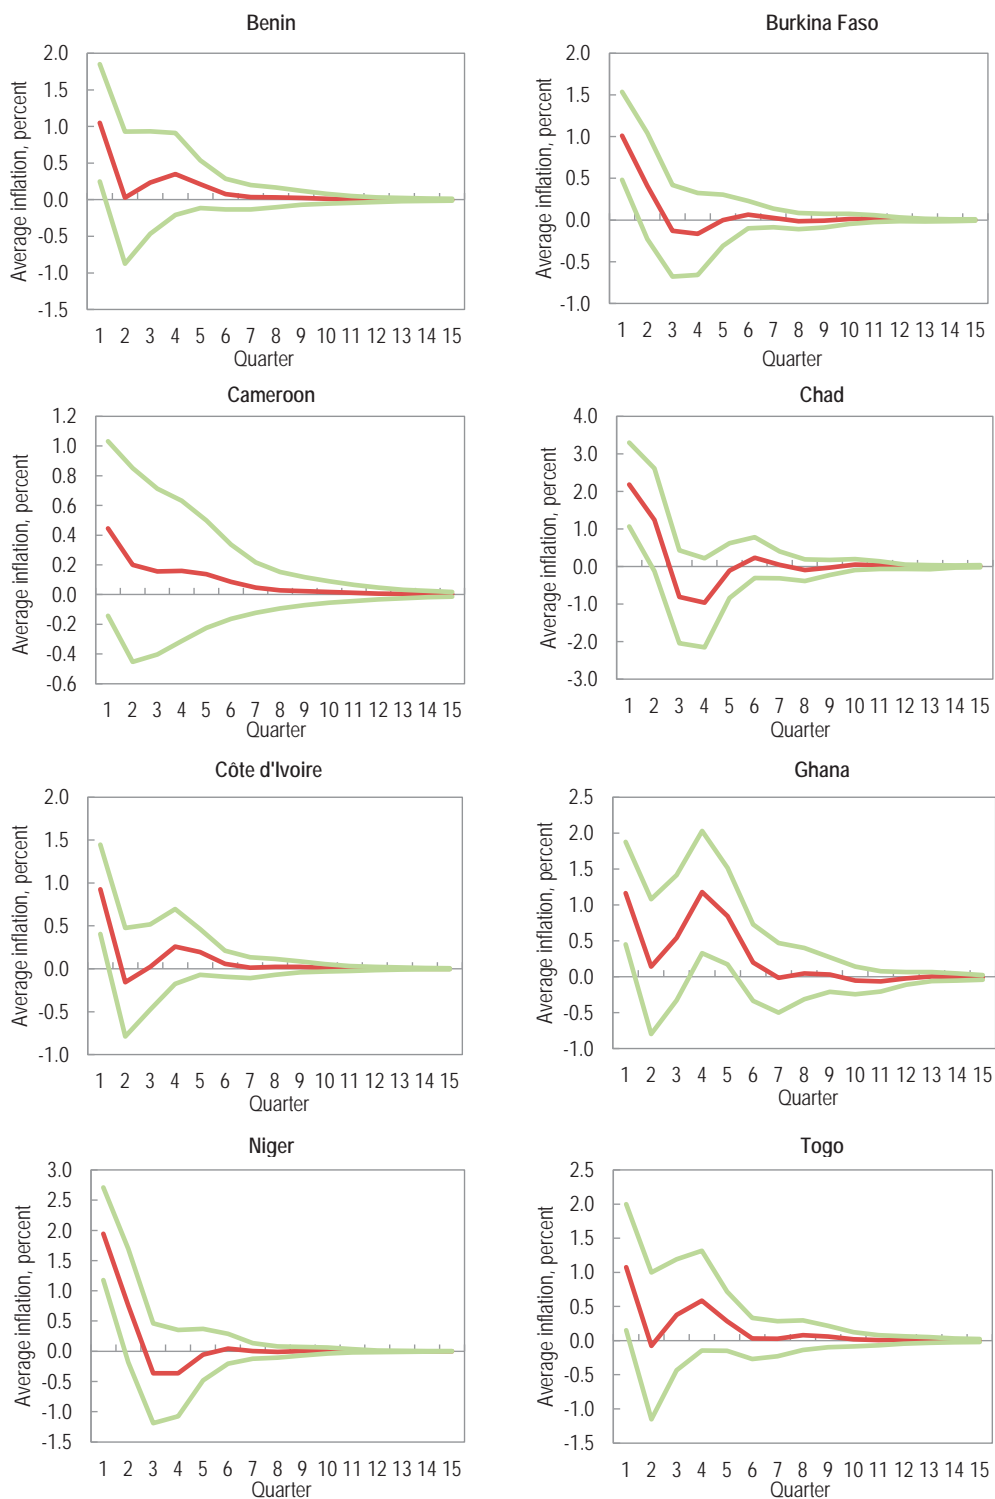 Benin
Average inflation, percent
2.0
1.5
1.0
0.5
0.0
-0.5
-1.0
-1.5
1 2 3 4 5 6 7 8 9 10 11 12 13 14 15
Quarter
Burkina Faso
Average inflation, percent
2.0
1.5
1.0
0.5
0.0
-0.5
-1.0
1 2 3 4 5 6 7 8 9 10 11 12 13 14 15
Quarter
Cameroon
Average inflation, percent
1.2
1.0
0.8
0.6
0.4
0.2
0.0
-0.2
-0.4
-0.6
1 2 3 4 5 6 7 8 9 10 11 12 13 14 15
Quarter
Chad
Average inflation, percent
4.0
3.0
2.0
1.0
0.0
-1.0
-2.0
-3.0
1 2 3 4 5 6 7 8 9 10 11 12 13 14 15
Quarter
Côte d'Ivoire
Average inflation, percent
2.0
1.5
1.0
0.5
0.0
-0.5
-1.0
1 2 3 4 5 6 7 8 9 10 11 12 13 14 15
Quarter
Ghana
Average inflation, percent
2.5
2.0
1.5
1.0
0.5
0.0
-0.5
-1.0
1 2 3 4 5 6 7 8 9 10 11 12 13 14 15
Quarter
Niger
Average inflation, percent
3.0
2.5
2.0
1.5
1.0
0.5
0.0
-0.5
-1.0
-1.5
1 2 3 4 5 6 7 8 9 10 11 12 13 14 15
Quarter
Togo
Average inflation, percent
2.5
2.0
1.5
1.0
0.5
0.0
-0.5
-1.0
-1.5
1 2 3 4 5 6 7 8 9 10 11 12 13 14 15
Quarter